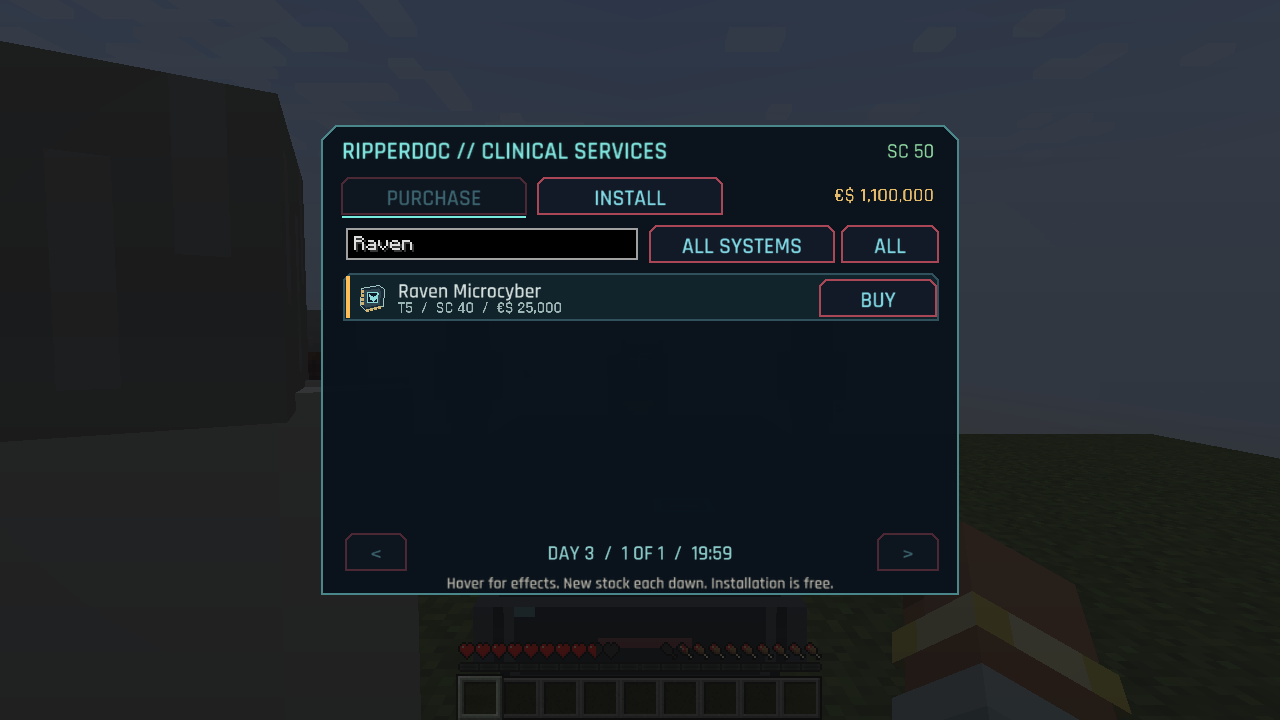 RIPPERDOC // CLINICAL SERVICES
SC 50
PURCHASE
INSTALL
€$ 1,100,000
Raven
ALL SYSTEMS
ALL
Raven Microcyber
T5 / SC 40 / €$ 25,000
BUY
<
DAY 3 / 1 OF 1 / 19:59
>
Hover for effects. New stock each dawn. Installation is free.